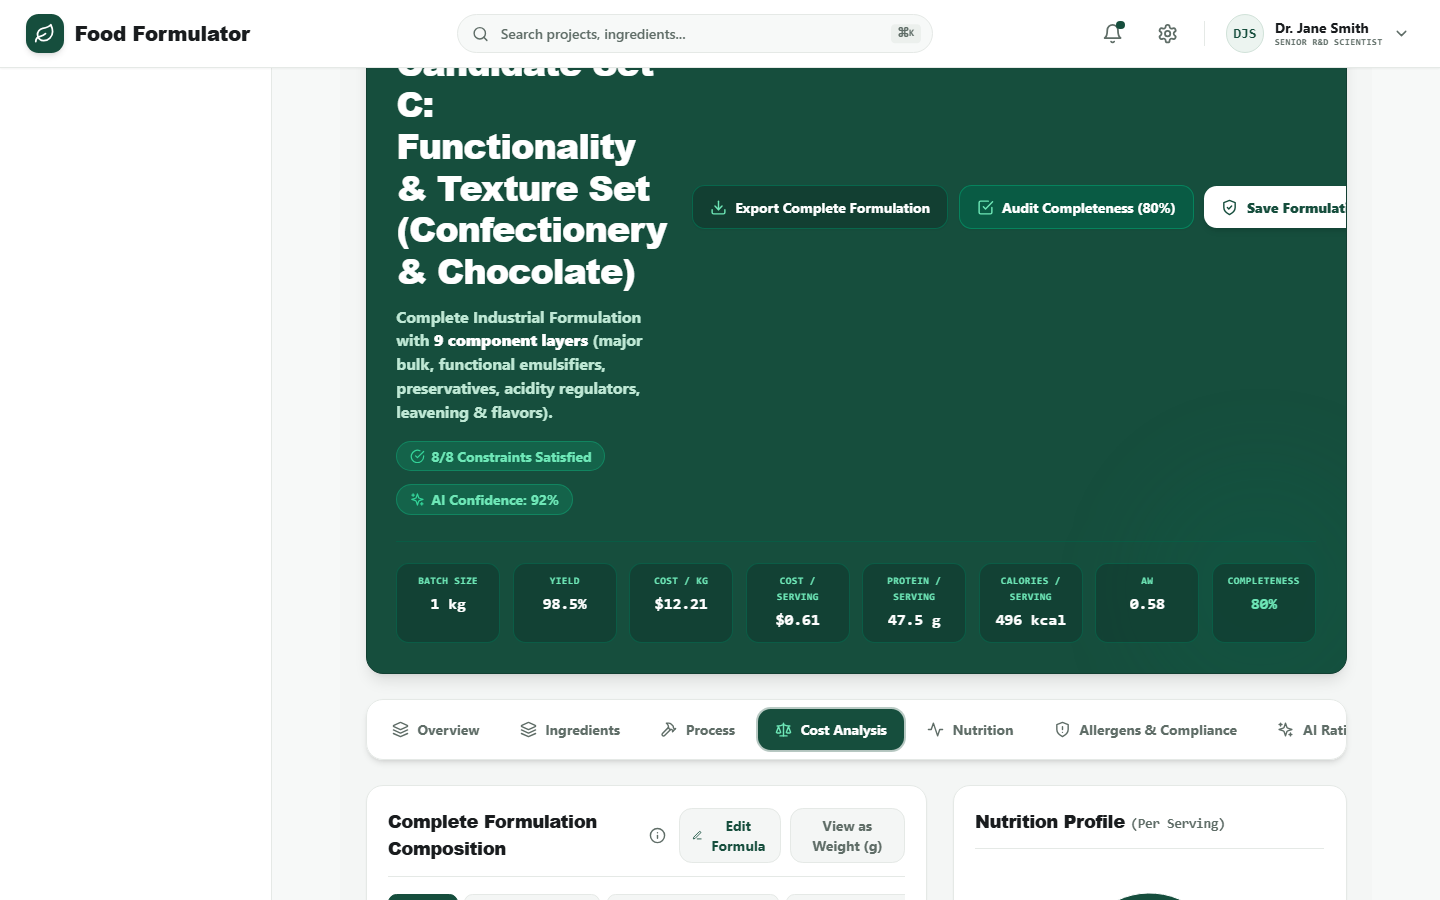 Food Formulator
Search projects, ingredients...
⌘K
DJS
Dr. Jane Smith
SENIOR R&D SCIENTIST
Candidate Set
C:
Functionality
& Texture Set
(Confectionery
& Chocolate)
Export Complete Formulation
Audit Completeness (80%)
Save Formulati
Complete Industrial Formulation
with 9 component layers (major
bulk, functional emulsifiers,
preservatives, acidity regulators,
leavening & flavors).
8/8 Constraints Satisfied
AI Confidence: 92%
BATCH SIZE
1 kg
YIELD
98.5%
COST / KG
$12.21
COST /
SERVING
$0.61
PROTEIN /
SERVING
47.5 g
CALORIES /
SERVING
496 kcal
AW
0.58
COMPLETENESS
80%
Overview
Ingredients
Process
Cost Analysis
Nutrition
Allergens & Compliance
AI Rati
Complete Formulation
Composition
Edit
Formula
View as
Weight (g)
Nutrition Profile (Per Serving)